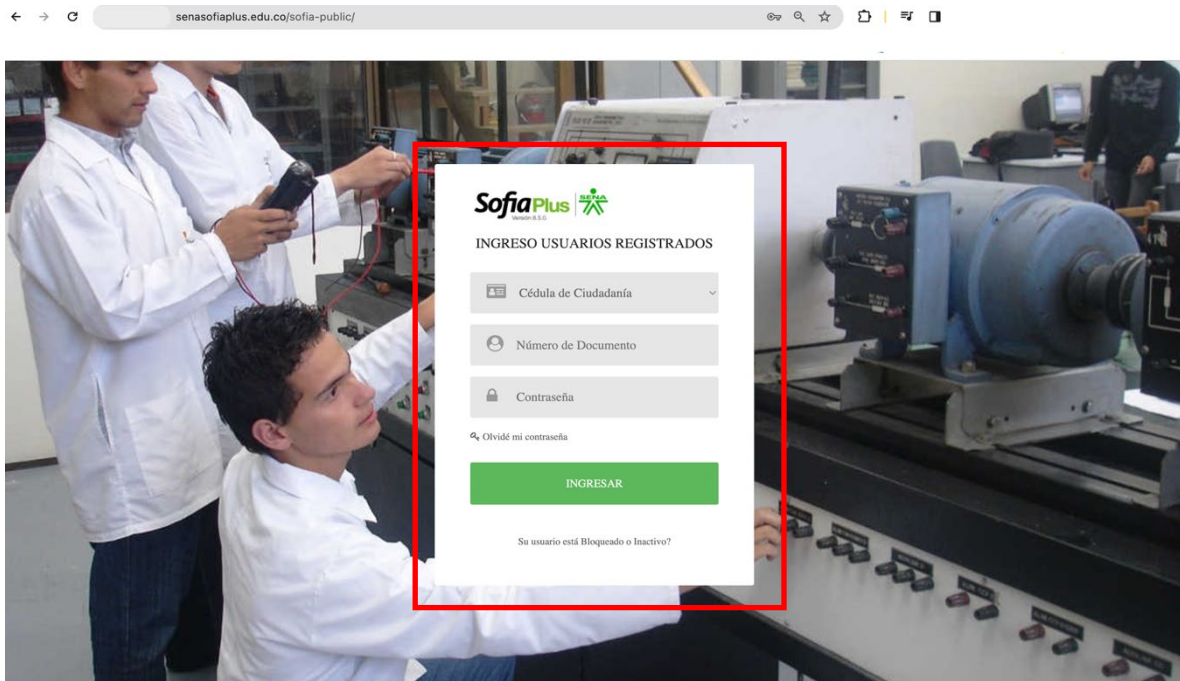 senasofiaplus.edu.co/sofia-public/
SofiaPlus SENA
INGRESO USUARIOS REGISTRADOS
Cédula de Ciudadanía
Número de Documento
Contraseña
Olvidé mi contraseña
INGRESAR
Su usuario está Bloqueado o Inactivo?